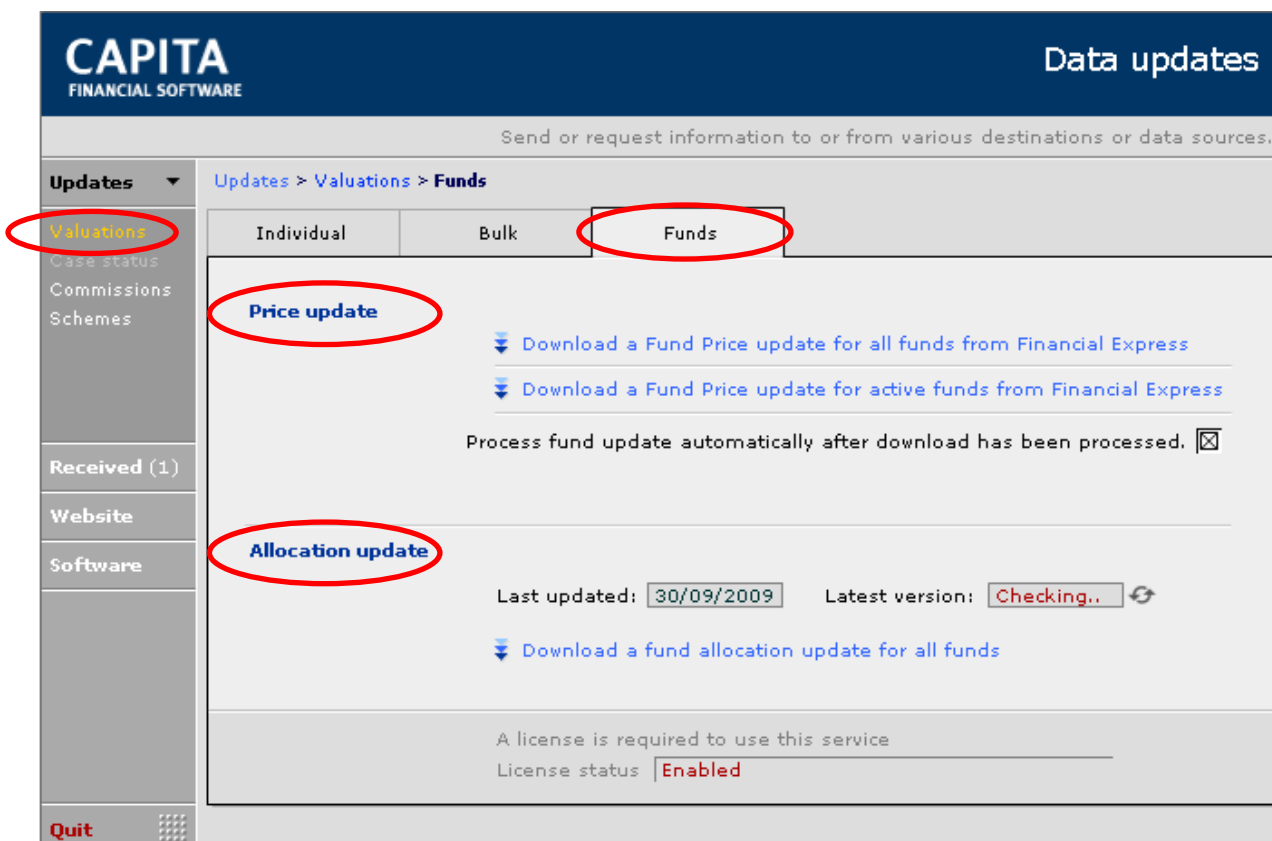 CAPITA
FINANCIAL SOFTWARE
Data updates
Send or request information to or from various destinations or data sources.
Updates
Updates > Valuations > Funds
Valuations
Case status
Commissions
Schemes
Individual
Bulk
Funds
Price update
Download a Fund Price update for all funds from Financial Express
Download a Fund Price update for active funds from Financial Express
Process fund update automatically after download has been processed.
Received (1)
Website
Software
Allocation update
Last updated: 30/09/2009 Latest version: Checking..
Download a fund allocation update for all funds
A license is required to use this service
License status Enabled
Quit